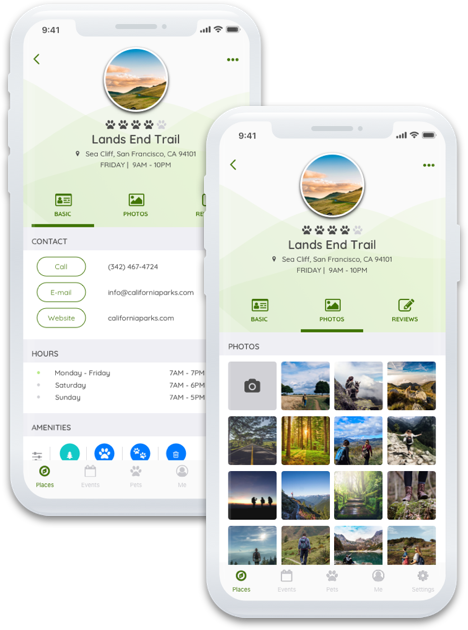 9:41
Lands End Trail
Sea Cliff, San Francisco, CA 94101
FRIDAY | 9AM - 10PM
BASIC
PHOTOS
RE
CONTACT
Call
(342) 467-4724
E-mail
info@californiaparks.com
Website
californiaparks.com
HOURS
Monday - Friday
7AM - 7PM
Saturday
7AM - 6PM
Sunday
7AM - 5PM
AMENITIES
Places
Events
Pets
Me
9:41
Lands End Trail
Sea Cliff, San Francisco, CA 94101
FRIDAY | 9AM - 10PM
BASIC
PHOTOS
REVIEWS
PHOTOS
Places
Events
Pets
Me
Settings